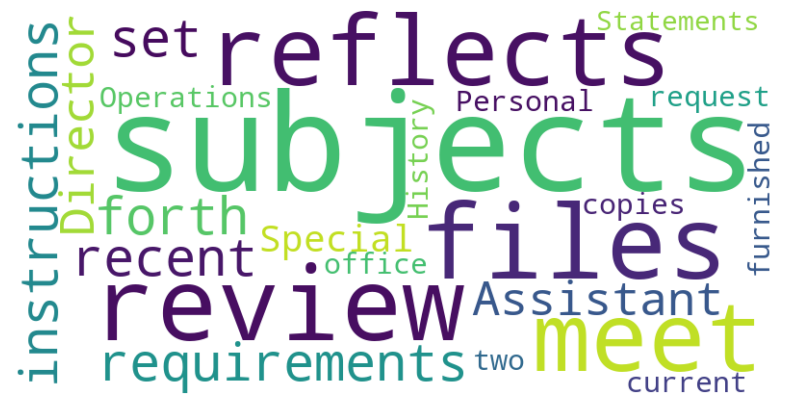 reflects
set
Statements
instructions
Director
Operations
Personal
request
subjects
History
furnished
forth
copies
files
Special
recent
office
review
Assistant
meet
requirements
two
current